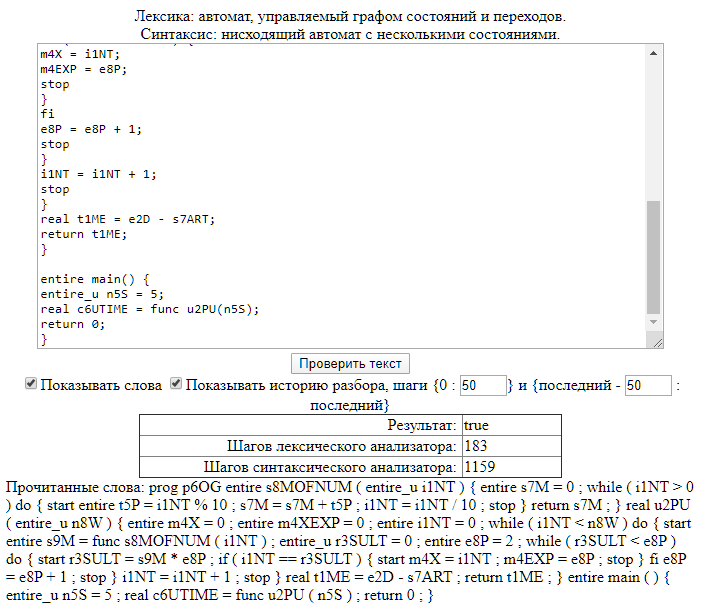 Лексика: автомат, управляемый графом состояний и переходов.
Синтаксис: нисходящий автомат с несколькими состояниями.
m4X = i1NT;
m4EXP = e8P;
stop
}
fi
e8P = e8P + 1;
stop
}
i1NT = i1NT + 1;
stop
}
real t1ME = e2D - s7ART;
return t1ME;
}
entire main() {
entire_u n5S = 5;
real c6UTIME = func u2PU(n5S);
return 0;
}
Проверить текст
Показывать слова Показывать историю разбора, шаги {0 : 50} и {последний - 50 :
последний}
Результат: true
Шагов лексического анализатора: 183
Шагов синтаксического анализатора: 1159
Прочитанные слова: prog p6OG entire s8MOFNUM ( entire_u i1NT ) { entire s7M = 0 ; while ( i1NT > 0
) do { start entire t5P = i1NT % 10 ; s7M = s7M + t5P ; i1NT = i1NT / 10 ; stop } return s7M ; } real u2PU
( entire_u n8W ) { entire m4X = 0 ; entire m4XEXP = 0 ; entire i1NT = 0 ; while ( i1NT < n8W ) do { start
entire s9M = func s8MOFNUM ( i1NT ) ; entire_u r3SULT = 0 ; entire e8P = 2 ; while ( r3SULT < e8P )
do { start r3SULT = s9M * e8P ; if ( i1NT == r3SULT ) { start m4X = i1NT ; m4EXP = e8P ; stop } fi e8P
= e8P + 1 ; stop } i1NT = i1NT + 1 ; stop } real t1ME = e2D - s7ART ; return t1ME ; } entire main ( ) {
entire_u n5S = 5 ; real c6UTIME = func u2PU ( n5S ) ; return 0 ; }